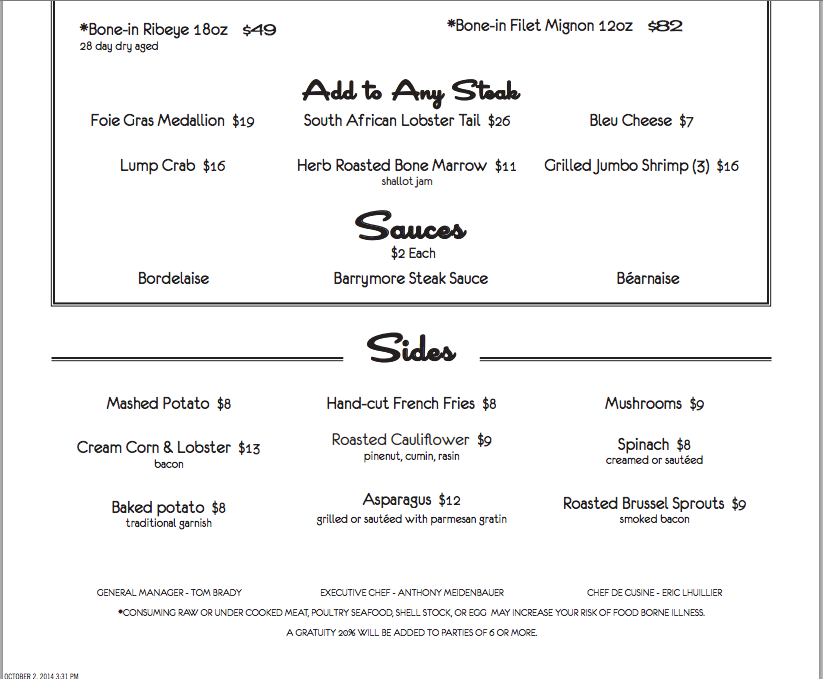 *Bone-in Ribeye 18oz $49 *Bone-in Filet Mignon 12oz $82
28 day dry aged
Add to Any Steak
Foie Gras Medallion $19 South African Lobster Tail $26 Bleu Cheese $7
Lump Crab $16 Herb Roasted Bone Marrow $11 Grilled Jumbo Shrimp (3) $16
shallot jam
Sauces
$2 Each
Bordelaise Barrymore Steak Sauce Béarnaise
Sides
Mashed Potato $8 Hand-cut French Fries $8 Mushrooms $9
Cream Corn & Lobster $13 Roasted Cauliflower $9 Spinach $8
bacon pinenut, cumin, rasin creamed or sautéed
Baked potato $8 Asparagus $12 Roasted Brussel Sprouts $9
traditional garnish grilled or sautéed with parmesan gratin smoked bacon
GENERAL MANAGER - TOM BRADY EXECUTIVE CHEF - ANTHONY MEIDENBAUER CHEF DE CUSINE - ERIC LHUILLIER
*CONSUMING RAW OR UNDER COOKED MEAT, POULTRY SEAFOOD, SHELL STOCK, OR EGG MAY INCREASE YOUR RISK OF FOOD BORNE ILLNESS.
A GRATUITY 20% WILL BE ADDED TO PARTIES OF 6 OR MORE.
OCTOBER 2, 2014 3:31 PM